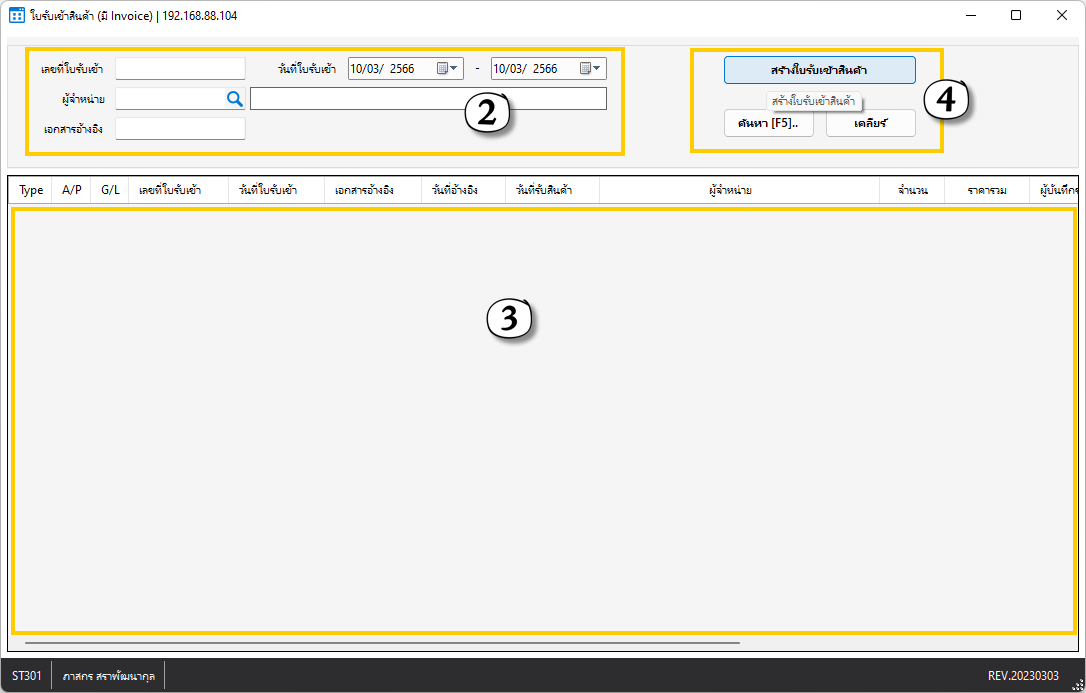 ใบรับเข้าสินค้า (มี Invoice) | 192.168.88.104
เลขที่ใบรับเข้า วันที่ใบรับเข้า 10/03/ 2566 - 10/03/ 2566
ผู้จำหน่าย
เอกสารอ้างอิง
2
สร้างใบรับเข้าสินค้า
สร้างใบรับเข้าสินค้า
ค้นหา [F5].. เคลียร์
4
Type A/P G/L เลขที่ใบรับเข้า วันที่ใบรับเข้า เอกสารอ้างอิง วันที่อ้างอิง วันที่รับสินค้า ผู้จำหน่าย จำนวน ราคารวม ผู้บันทึก
3
ST301 ภาสกร สราพัฒนากุล REV.20230303